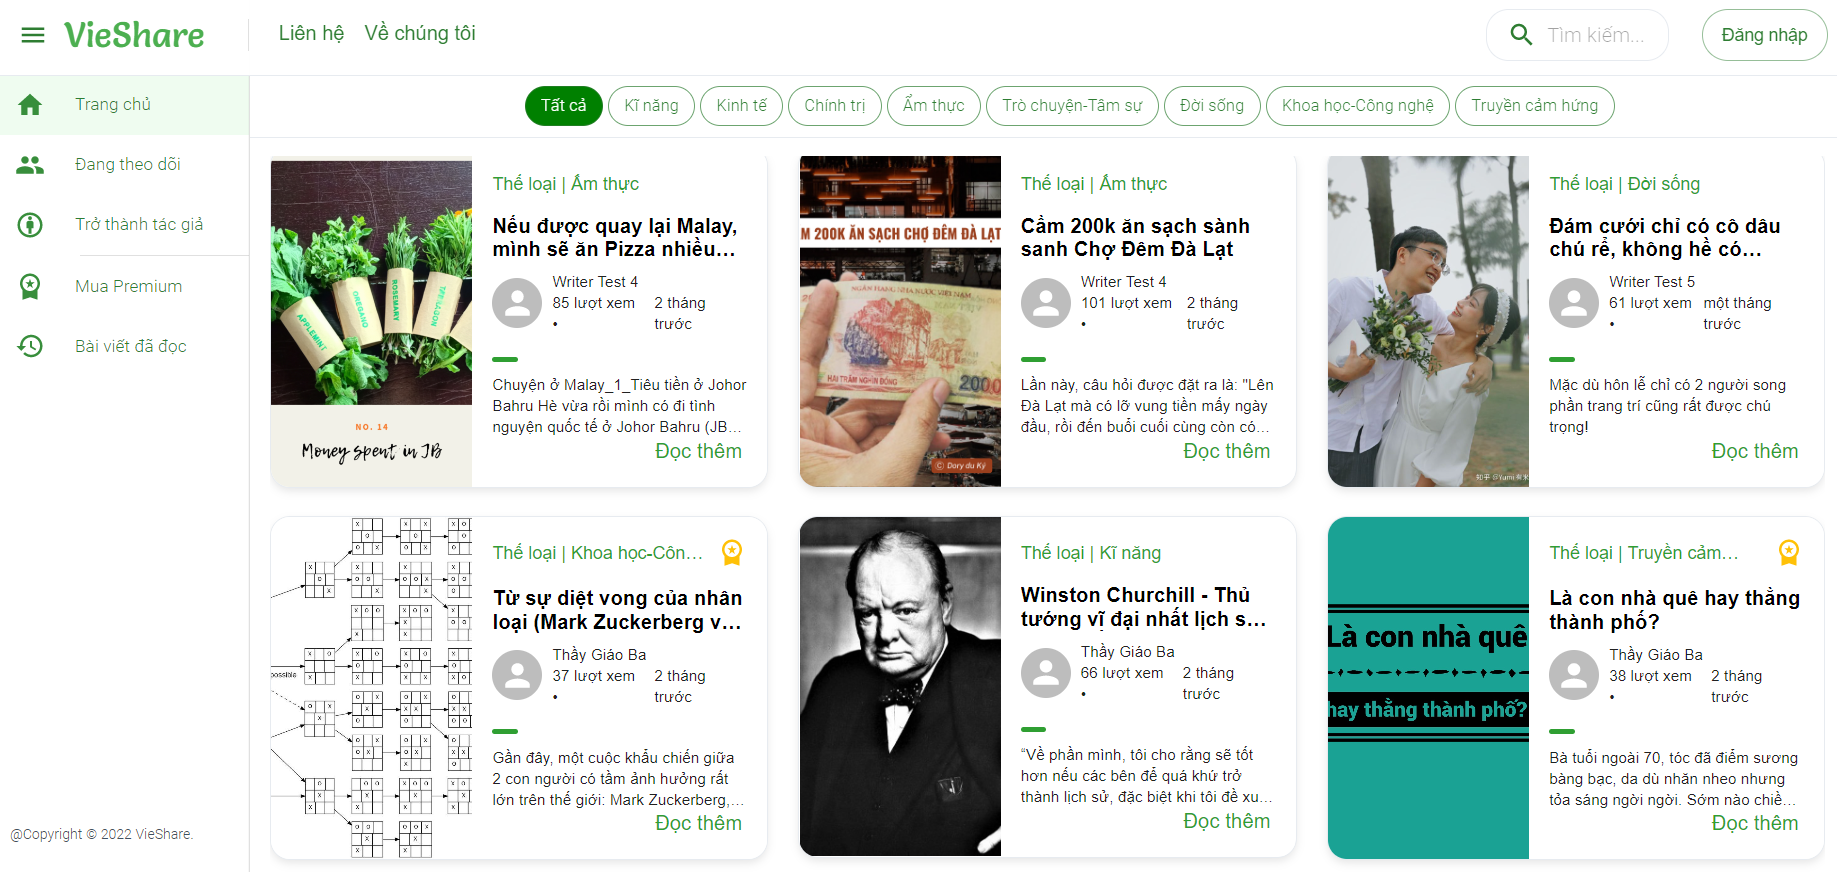 VieShare
Liên hệ
Về chúng tôi
Tìm kiếm...
Đăng nhập
Trang chủ
Đang theo dõi
Trở thành tác giả
Mua Premium
Bài viết đã đọc
@Copyright © 2022 VieShare.
Tất cả
Kĩ năng
Kinh tế
Chính trị
Ẩm thực
Trò chuyện-Tâm sự
Đời sống
Khoa học-Công nghệ
Truyền cảm hứng
APPLEMINT
OREGANO
ROSEMARY
NO. 14
Money spent in JB
Thể loại | Ẩm thực
Nếu được quay lại Malay,
mình sẽ ăn Pizza nhiều...
Writer Test 4
85 lượt xem
•
2 tháng
trước
Chuyện ở Malay_1_Tiêu tiền ở Johor
Bahru Hè vừa rồi mình có đi tình
nguyện quốc tế ở Johor Bahru (JB...
Đọc thêm
M 200K ĂN SẠCH CHỢ ĐÊM ĐÀ LẠT
NGÂN HÀNG NHÀ NƯỚC VIỆT NAM
HAI TRĂM NGHÌN ĐỒNG
2000
© Dory du Ký
Thể loại | Ẩm thực
Cầm 200k ăn sạch sành
sanh Chợ Đêm Đà Lạt
Writer Test 4
101 lượt xem
•
2 tháng
trước
Lần này, câu hỏi được đặt ra là: "Lên
Đà Lạt mà có lỡ vung tiền mấy ngày
đầu, rồi đến buổi cuối cùng còn có...
Đọc thêm
知乎 @Yumi 有米
Thể loại | Đời sống
Đám cưới chỉ có cô dâu
chú rể, không hề có...
Writer Test 5
61 lượt xem
•
một tháng
trước
Mặc dù hôn lễ chỉ có 2 người song
phần trang trí cũng rất được chú
trọng!
Đọc thêm
possible
Thể loại | Khoa học-Côn...
Từ sự diệt vong của nhân
loại (Mark Zuckerberg v...
Thầy Giáo Ba
37 lượt xem
•
2 tháng
trước
Gần đây, một cuộc khẩu chiến giữa
2 con người có tầm ảnh hưởng rất
lớn trên thế giới: Mark Zuckerberg,...
Đọc thêm
Thể loại | Kĩ năng
Winston Churchill - Thủ
tướng vĩ đại nhất lịch s...
Thầy Giáo Ba
66 lượt xem
•
2 tháng
trước
“Về phần mình, tôi cho rằng sẽ tốt
hơn nếu các bên để quá khứ trở
thành lịch sử, đặc biệt khi tôi đề xu...
Đọc thêm
Là con nhà quê
hay thằng thành phố?
Thể loại | Truyền cảm...
Là con nhà quê hay thằng
thành phố?
Thầy Giáo Ba
38 lượt xem
•
2 tháng
trước
Bà tuổi ngoài 70, tóc đã điểm sương
bàng bạc, da dù nhăn nheo nhưng
tỏa sáng ngời ngời. Sớm nào chiề...
Đọc thêm